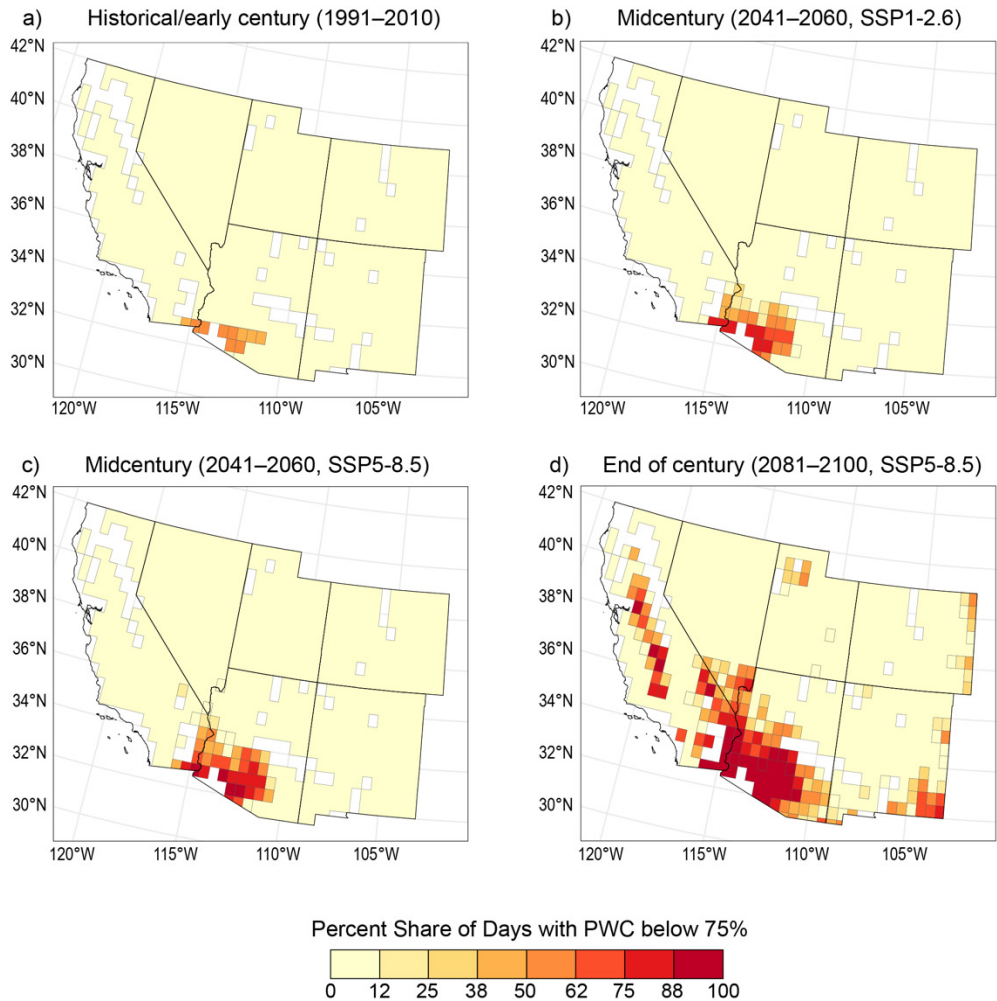 a) Historical/early century (1991–2010)
42°N
40°N
38°N
36°N
34°N
32°N
30°N
120°W 115°W 110°W 105°W
b) Midcentury (2041–2060, SSP1-2.6)
42°N
40°N
38°N
36°N
34°N
32°N
30°N
120°W 115°W 110°W 105°W
c) Midcentury (2041–2060, SSP5-8.5)
42°N
40°N
38°N
36°N
34°N
32°N
30°N
120°W 115°W 110°W 105°W
d) End of century (2081–2100, SSP5-8.5)
42°N
40°N
38°N
36°N
34°N
32°N
30°N
120°W 115°W 110°W 105°W
Percent Share of Days with PWC below 75%
0 12 25 38 50 62 75 88 100